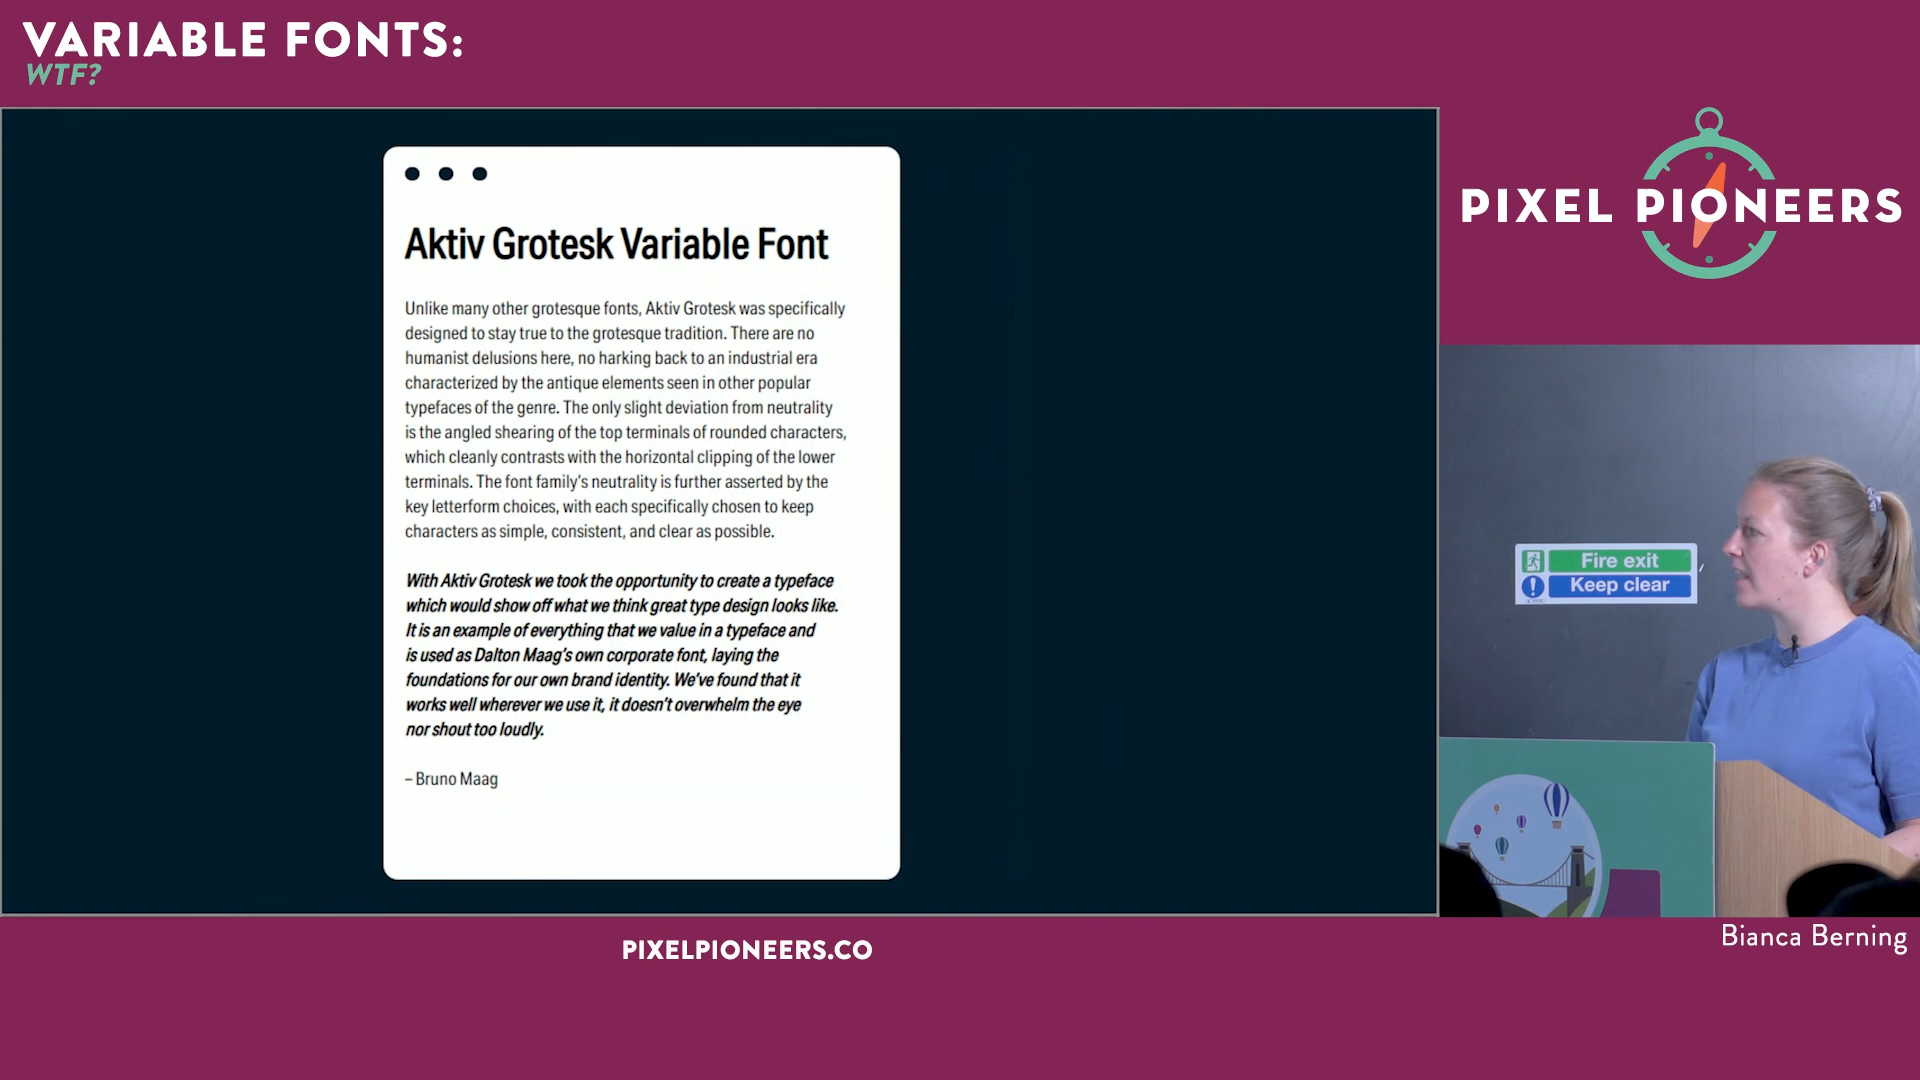 VARIABLE FONTS:
WTF?
Aktiv Grotesk Variable Font
Unlike many other grotesque fonts, Aktiv Grotesk was specifically
designed to stay true to the grotesque tradition. There are no
humanist delusions here, no harking back to an industrial era
characterized by the antique elements seen in other popular
typefaces of the genre. The only slight deviation from neutrality
is the angled shearing of the top terminals of rounded characters,
which cleanly contrasts with the horizontal clipping of the lower
terminals. The font family's neutrality is further asserted by the
key letterform choices, with each specifically chosen to keep
characters as simple, consistent, and clear as possible.
With Aktiv Grotesk we took the opportunity to create a typeface
which would show off what we think great type design looks like.
It is an example of everything that we value in a typeface and
is used as Dalton Maag's own corporate font, laying the
foundations for our own brand identity. We've found that it
works well wherever we use it, it doesn't overwhelm the eye
nor shout too loudly.
– Bruno Maag
PIXEL PIONEERS
Fire exit
Keep clear
Bianca Berning
PIXELPIONEERS.CO